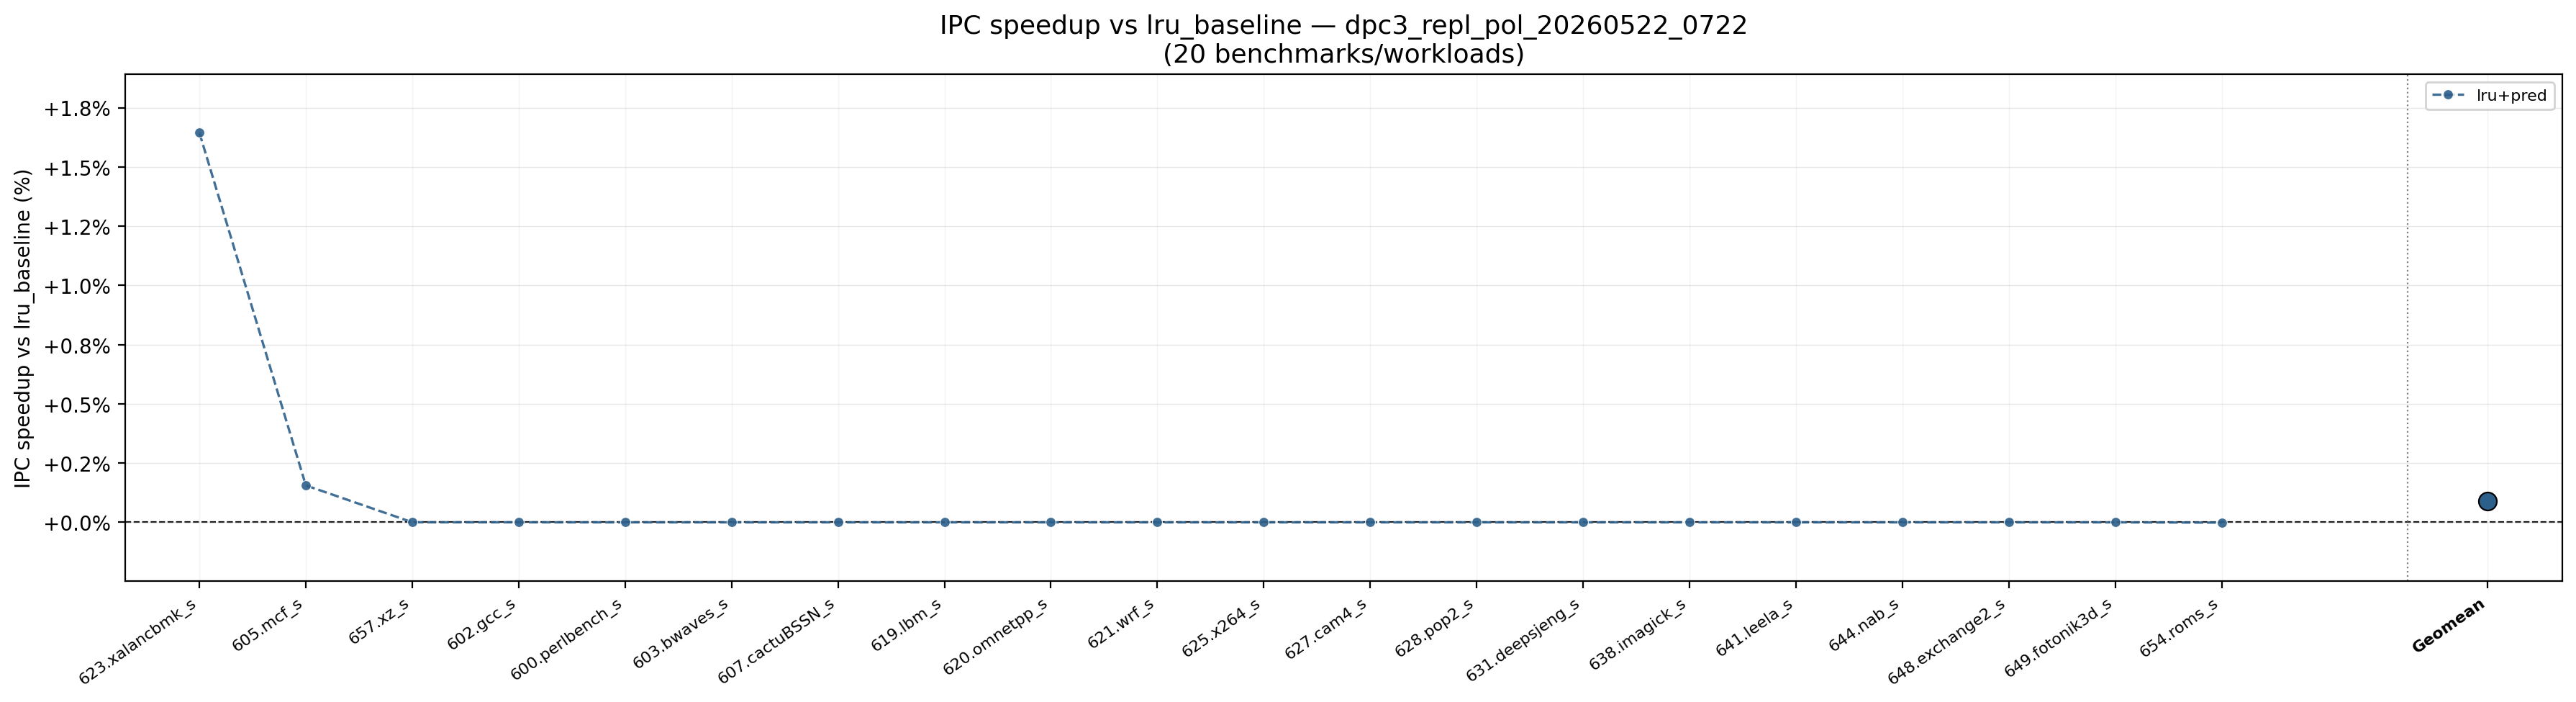 IPC speedup vs lru_baseline — dpc3_repl_pol_20260522_0722
(20 benchmarks/workloads)
IPC speedup vs lru_baseline (%)
+1.8%
+1.5%
+1.2%
+1.0%
+0.8%
+0.5%
+0.2%
+0.0%
lru+pred
623.xalancbmk_s
605.mcf_s
657.xz_s
602.gcc_s
600.perlbench_s
603.bwaves_s
607.cactuBSSN_s
619.lbm_s
620.omnetpp_s
621.wrf_s
625.x264_s
627.cam4_s
628.pop2_s
631.deepsjeng_s
638.imagick_s
641.leela_s
644.nab_s
648.exchange2_s
649.fotonik3d_s
654.roms_s
Geomean